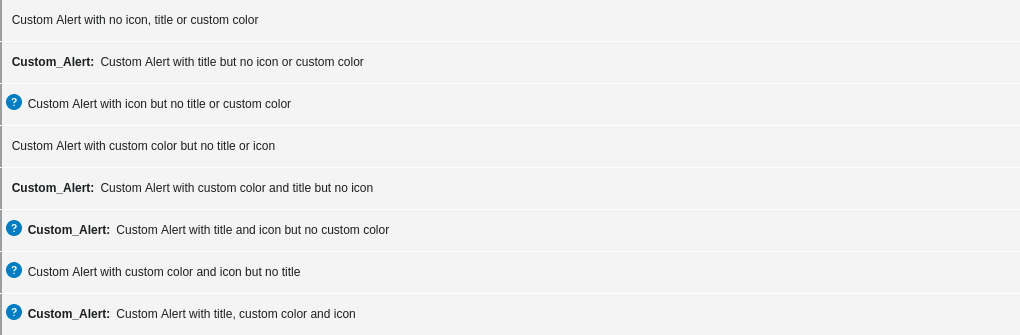 Custom Alert with no icon, title or custom color
Custom_Alert: Custom Alert with title but no icon or custom color
? Custom Alert with icon but no title or custom color
Custom Alert with custom color but no title or icon
Custom_Alert: Custom Alert with custom color and title but no icon
? Custom_Alert: Custom Alert with title and icon but no custom color
? Custom Alert with custom color and icon but no title
? Custom_Alert: Custom Alert with title, custom color and icon